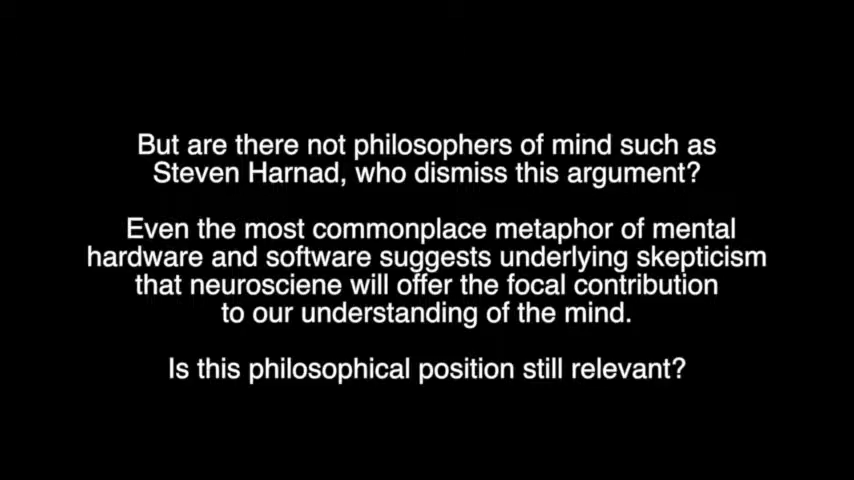 But are there not philosophers of mind such as
Steven Harnad, who dismiss this argument?
Even the most commonplace metaphor of mental
hardware and software suggests underlying skepticism
that neurosciene will offer the focal contribution
to our understanding of the mind.
Is this philosophical position still relevant?